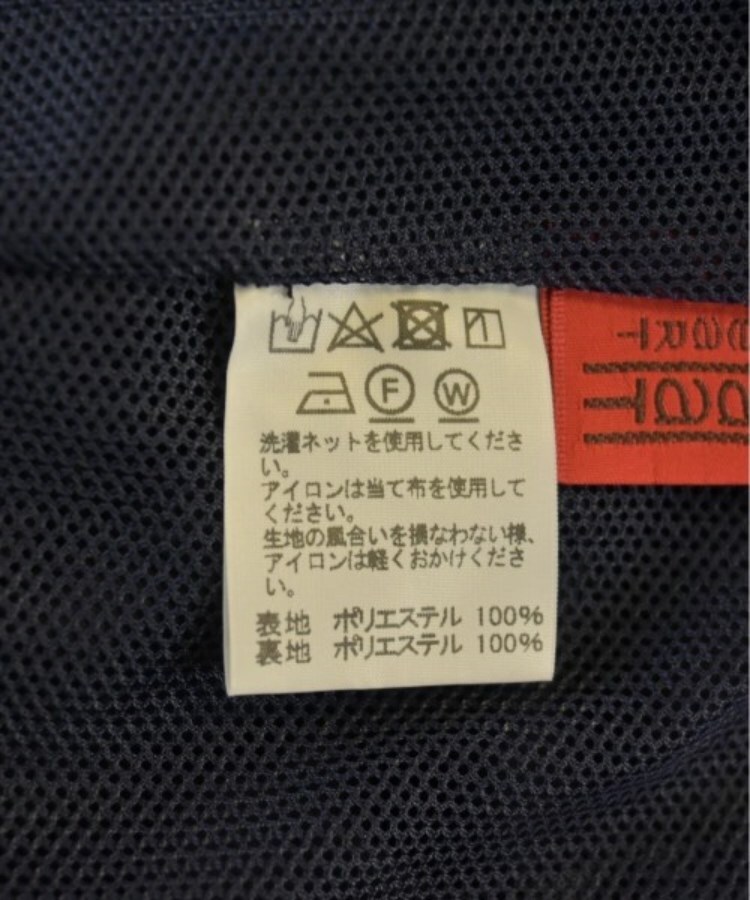 F W
洗濯ネットを使用してくださ
い。
アイロンは当て布を使用して
ください。
生地の風合いを損なわない様、
アイロンは軽くおかけくださ
い。
表地 ポリエステル 100%
裏地 ポリエステル 100%